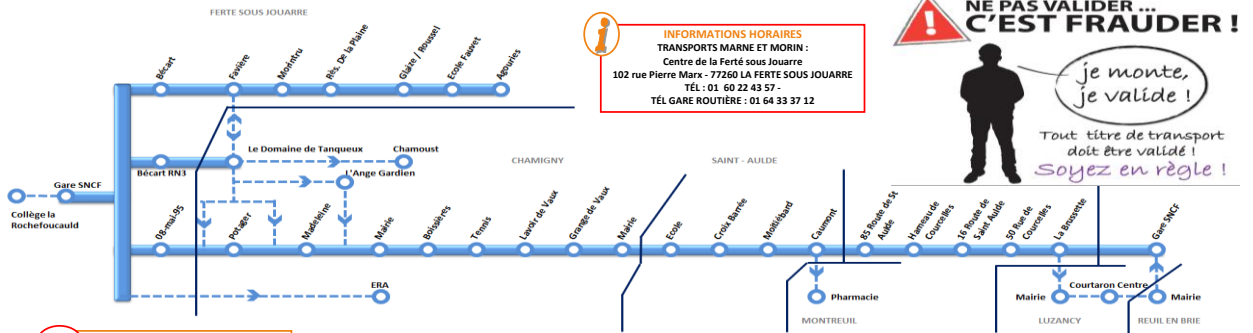 FERTE SOUS JOUARRE
Bécart
Favière
Morintru
Rés. De la Plaine
Glaize / Roussel
Ecole Fauvet
Agouries
INFORMATIONS HORAIRES
TRANSPORTS MARNE ET MORIN :
Centre de la Ferté sous Jouarre
102 rue Pierre Marx - 77260 LA FERTE SOUS JOUARRE
TÉL : 01 60 22 43 57 -
TÉL GARE ROUTIÈRE : 01 64 33 37 12
NE PAS VALIDER ...
C'EST FRAUDER !
je monte,
je valide !
Tout titre de transport
doit être validé !
Soyez en règle !
Le Domaine de Tanqueux
Chamoust
CHAMIGNY
SAINT - AULDE
Bécart RN3
L'Ange Gardien
Gare SNCF
Collège la
Rochefoucauld
08-mai-95
Potager
Madeleine
Mairie
Boissières
Tennis
Lavoir de Vaux
Grange de Vaux
Mairie
Ecole
Croix Barrée
Moitiébard
Caumont
85 Route de St
Aulde
Hameau de
Courcelles
16 Route de
Saint Aulde
50 Rue de
Courcelles
La Broussette
Gare SNCF
ERA
Pharmacie
Mairie
Courtaron Centre
Mairie
MONTREUIL
LUZANCY
REUIL EN BRIE